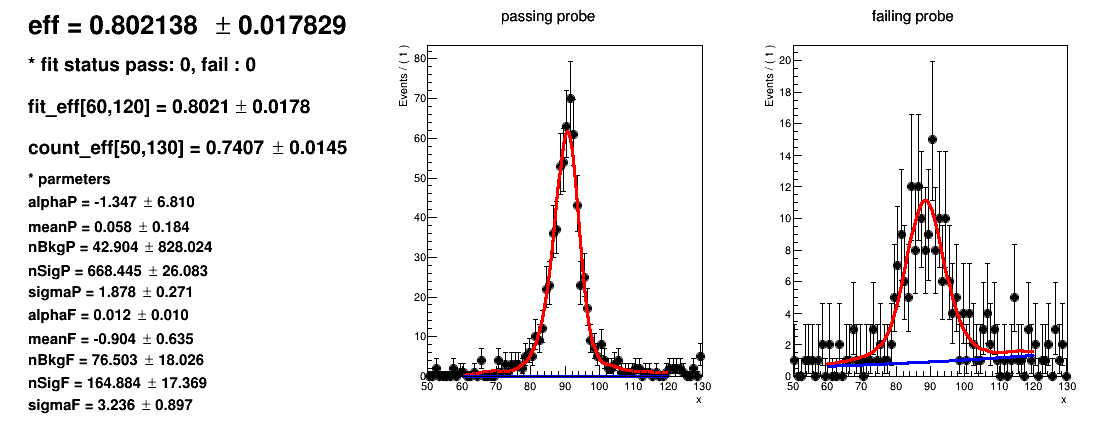 eff = 0.802138 ± 0.017829
* fit status pass: 0, fail : 0
fit_eff[60,120] = 0.8021 ± 0.0178
count_eff[50,130] = 0.7407 ± 0.0145
* parmeters
alphaP = -1.347 ± 6.810
meanP = 0.058 ± 0.184
nBkgP = 42.904 ± 828.024
nSigP = 668.445 ± 26.083
sigmaP = 1.878 ± 0.271
alphaF = 0.012 ± 0.010
meanF = -0.904 ± 0.635
nBkgF = 76.503 ± 18.026
nSigF = 164.884 ± 17.369
sigmaF = 3.236 ± 0.897
passing probe
Events / ( 1 )
80
70
60
50
40
30
20
10
0
50 60 70 80 90 100 110 120 130
x
failing probe
Events / ( 1 )
20
18
16
14
12
10
8
6
4
2
0
50 60 70 80 90 100 110 120 130
x